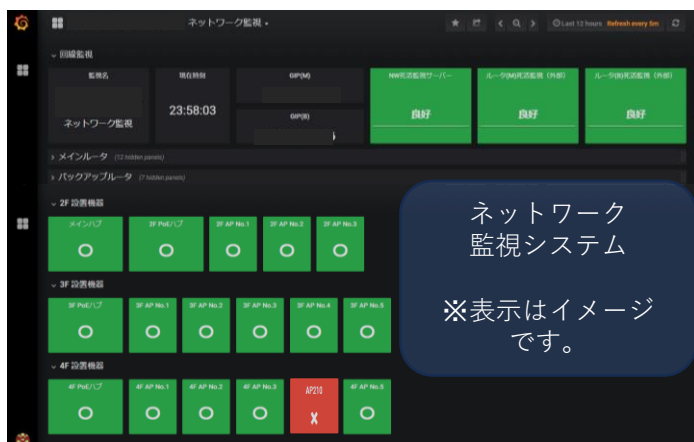 ネットワーク監視
Last 12 hours Refresh every 5m
回線監視
監視名
ネットワーク監視
現在時刻
23:58:03
GIP(M)
GIP(B)
NW死活監視サーバー
良好
ルータ(M)死活監視（外部）
良好
ルータ(B)死活監視（外部）
良好
メインルータ (12 hidden panels)
バックアップルータ (7 hidden panels)
2F 設置機器
メインハブ 2F PoEハブ 2F AP No.1 2F AP No.2 2F AP No.3
○ ○ ○ ○ ○
3F 設置機器
3F PoEハブ 3F AP No.1 3F AP No.2 3F AP No.3 3F AP No.4 3F AP No.5
○ ○ ○ ○ ○ ○
4F 設置機器
4F PoEハブ 4F AP No.1 4F AP No.2 4F AP No.3 AP210 4F AP No.5
○ ○ ○ ○ X ○
ネットワーク
監視システム
※表示はイメージ
です。